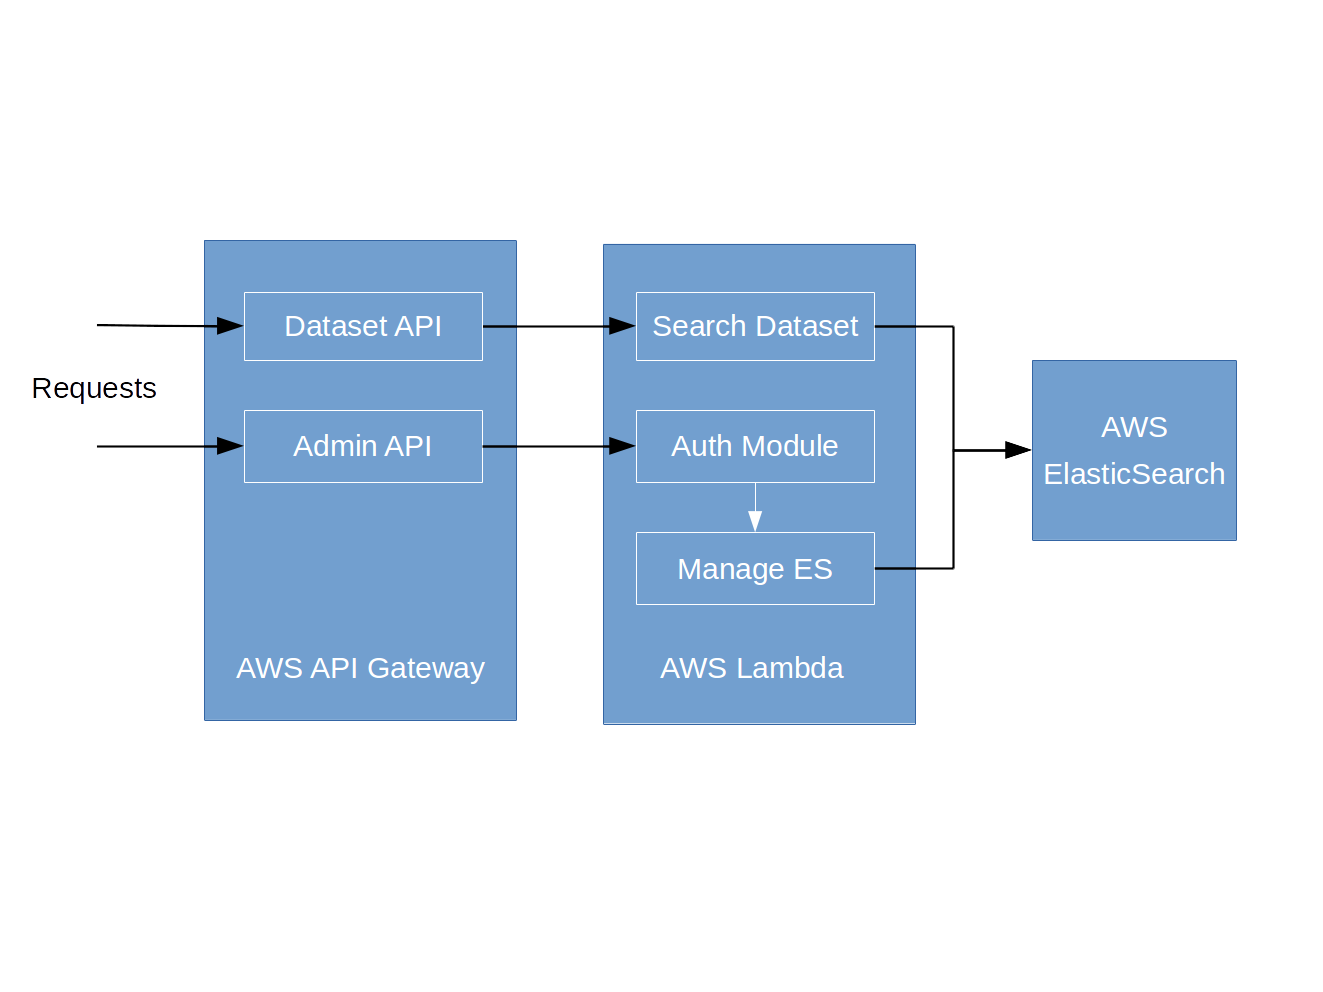 Requests
Dataset API
Admin API
AWS API Gateway
Search Dataset
Auth Module
Manage ES
AWS Lambda
AWS
ElasticSearch